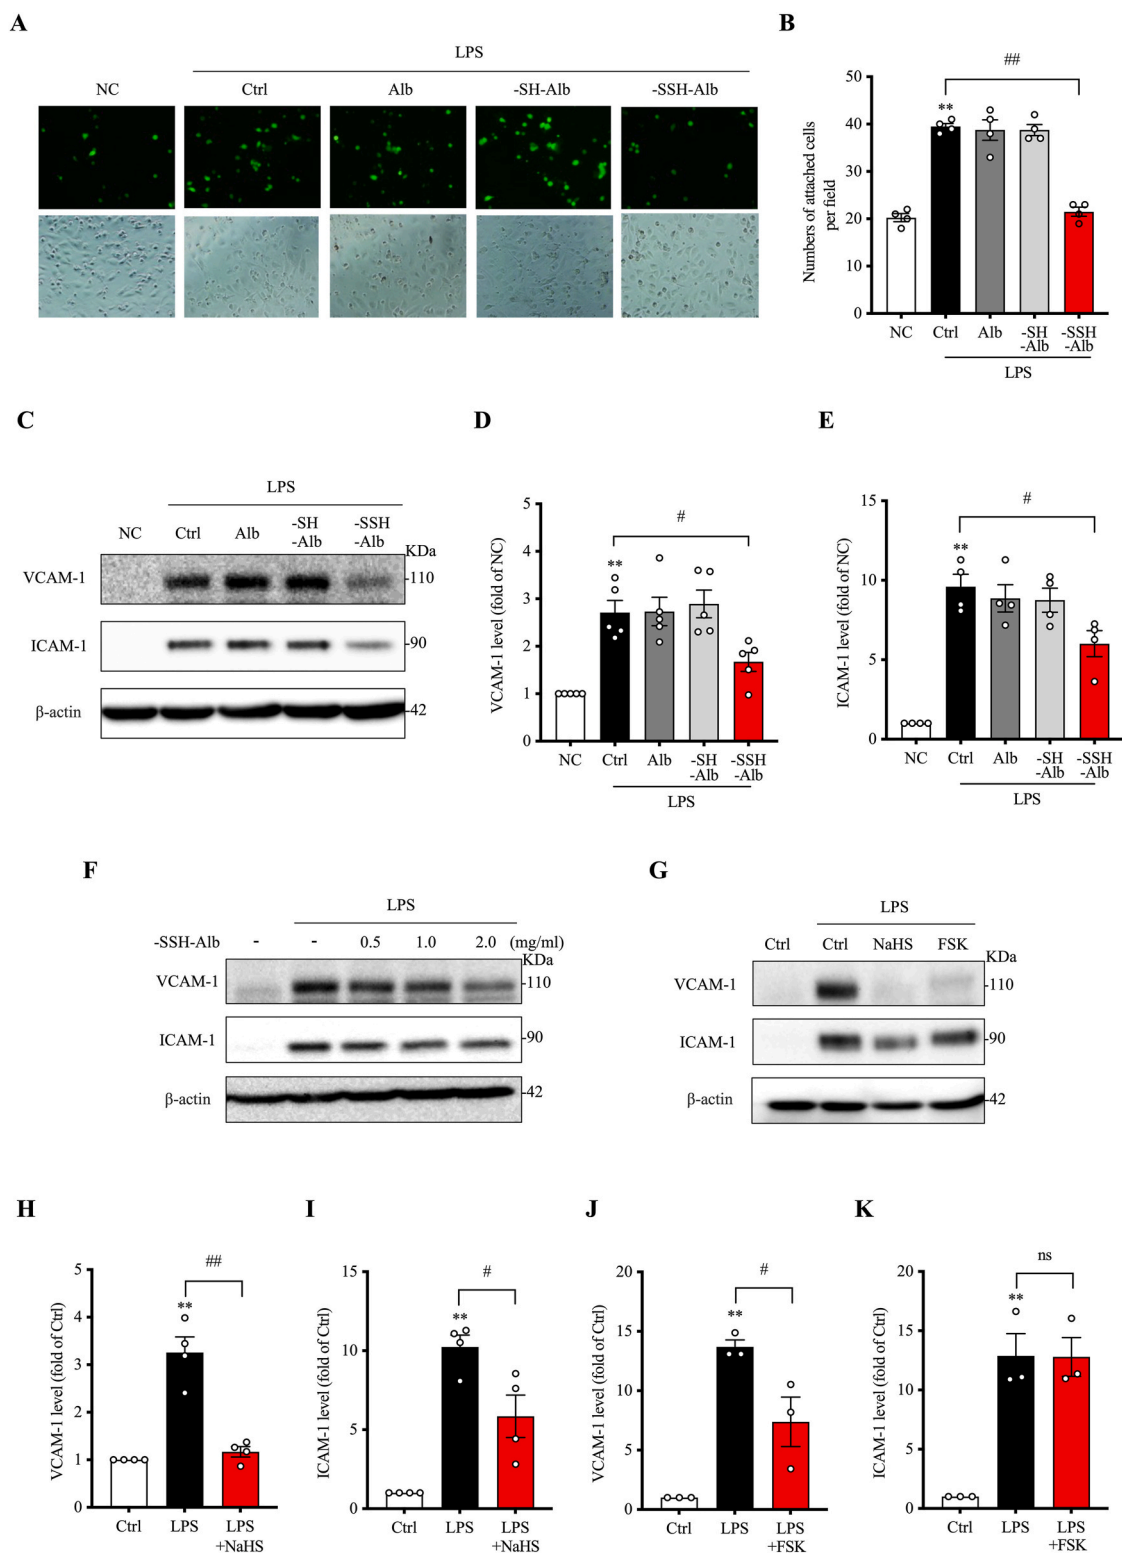 A
LPS
NC Ctrl Alb -SH-Alb -SSH-Alb
B
##
**
50
40
30
20
10
0
Numbers of attached cells
per field
NC Ctrl Alb -SH -SSH
-Alb -Alb
LPS
C
LPS
NC Ctrl Alb -SH -SSH
-Alb -Alb
KDa
VCAM-1 -110
ICAM-1 -90
β-actin -42
D
#
**
5
4
3
2
1
0
VCAM-1 level (fold of NC)
NC Ctrl Alb -SH -SSH
-Alb -Alb
LPS
E
#
**
15
10
5
0
ICAM-1 level (fold of NC)
NC Ctrl Alb -SH -SSH
-Alb -Alb
LPS
F
LPS
-SSH-Alb - - 0.5 1.0 2.0 (mg/ml)
KDa
VCAM-1 -110
ICAM-1 -90
β-actin -42
G
LPS
Ctrl Ctrl NaHS FSK
KDa
VCAM-1 -110
ICAM-1 -90
β-actin -42
H
##
**
5
4
3
2
1
0
VCAM-1 level (fold of Ctrl)
Ctrl LPS LPS
+NaHS
I
#
**
15
10
5
0
ICAM-1 level (fold of Ctrl)
Ctrl LPS LPS
+NaHS
J
#
**
20
15
10
5
0
VCAM-1 level (fold of Ctrl)
Ctrl LPS LPS
+FSK
K
ns
**
20
15
10
5
0
ICAM-1 level (fold of Ctrl)
Ctrl LPS LPS
+FSK